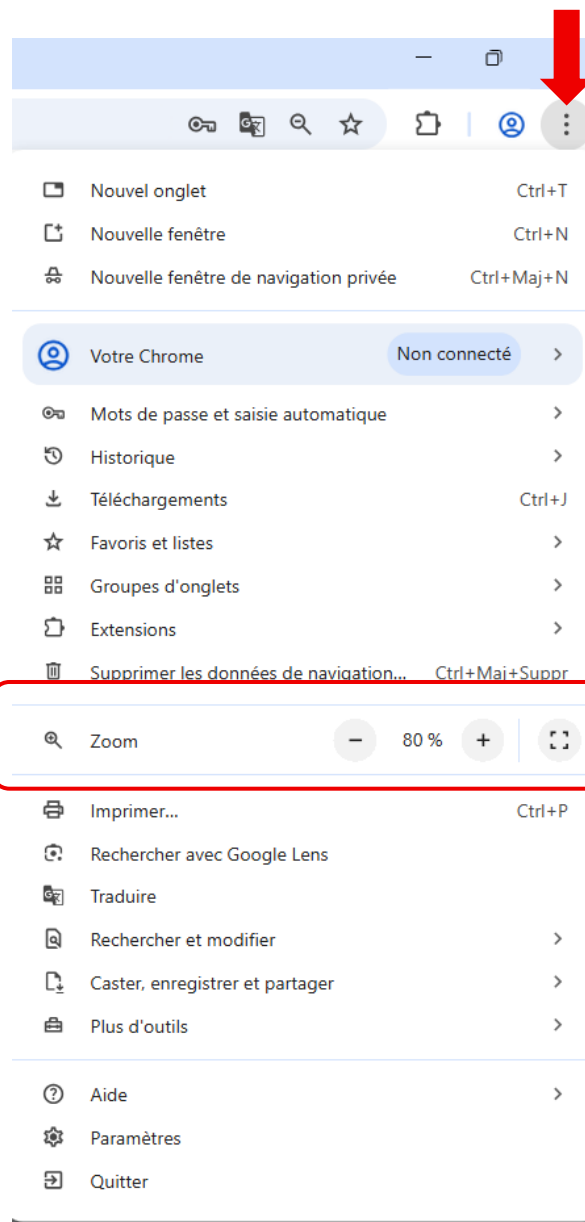 Nouvel onglet Ctrl+T
Nouvelle fenêtre Ctrl+N
Nouvelle fenêtre de navigation privée Ctrl+Maj+N
Votre Chrome Non connecté
Mots de passe et saisie automatique
Historique
Téléchargements Ctrl+J
Favoris et listes
Groupes d'onglets
Extensions
Supprimer les données de navigation... Ctrl+Maj+Suppr
Zoom − 80 % +
Imprimer... Ctrl+P
Rechercher avec Google Lens
Traduire
Rechercher et modifier
Caster, enregistrer et partager
Plus d'outils
Aide
Paramètres
Quitter